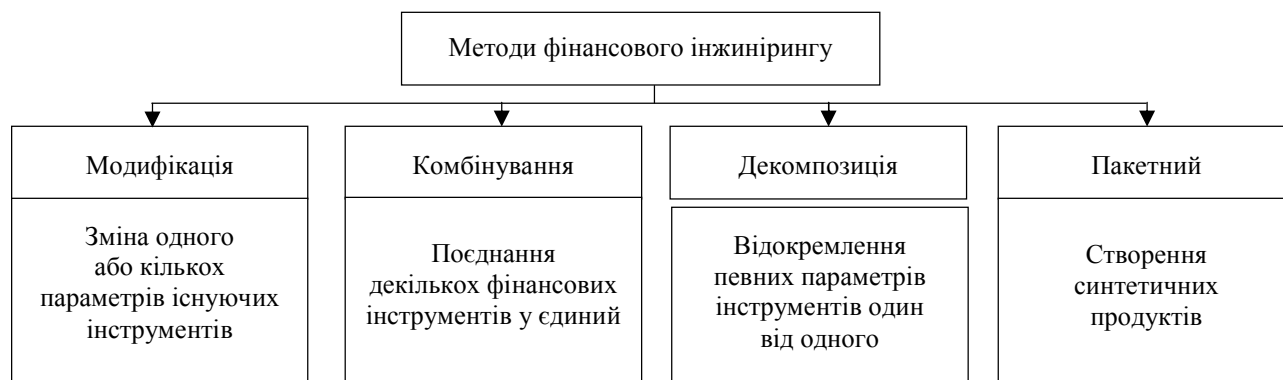 Методи фінансового інжинірингу
Модифікація
Зміна одного
або кількох
параметрів існуючих
інструментів
Комбінування
Поєднання
декількох фінансових
інструментів у єдиний
Декомпозиція
Відокремлення
певних параметрів
інструментів один
від одного
Пакетний
Створення
синтетичних
продуктів